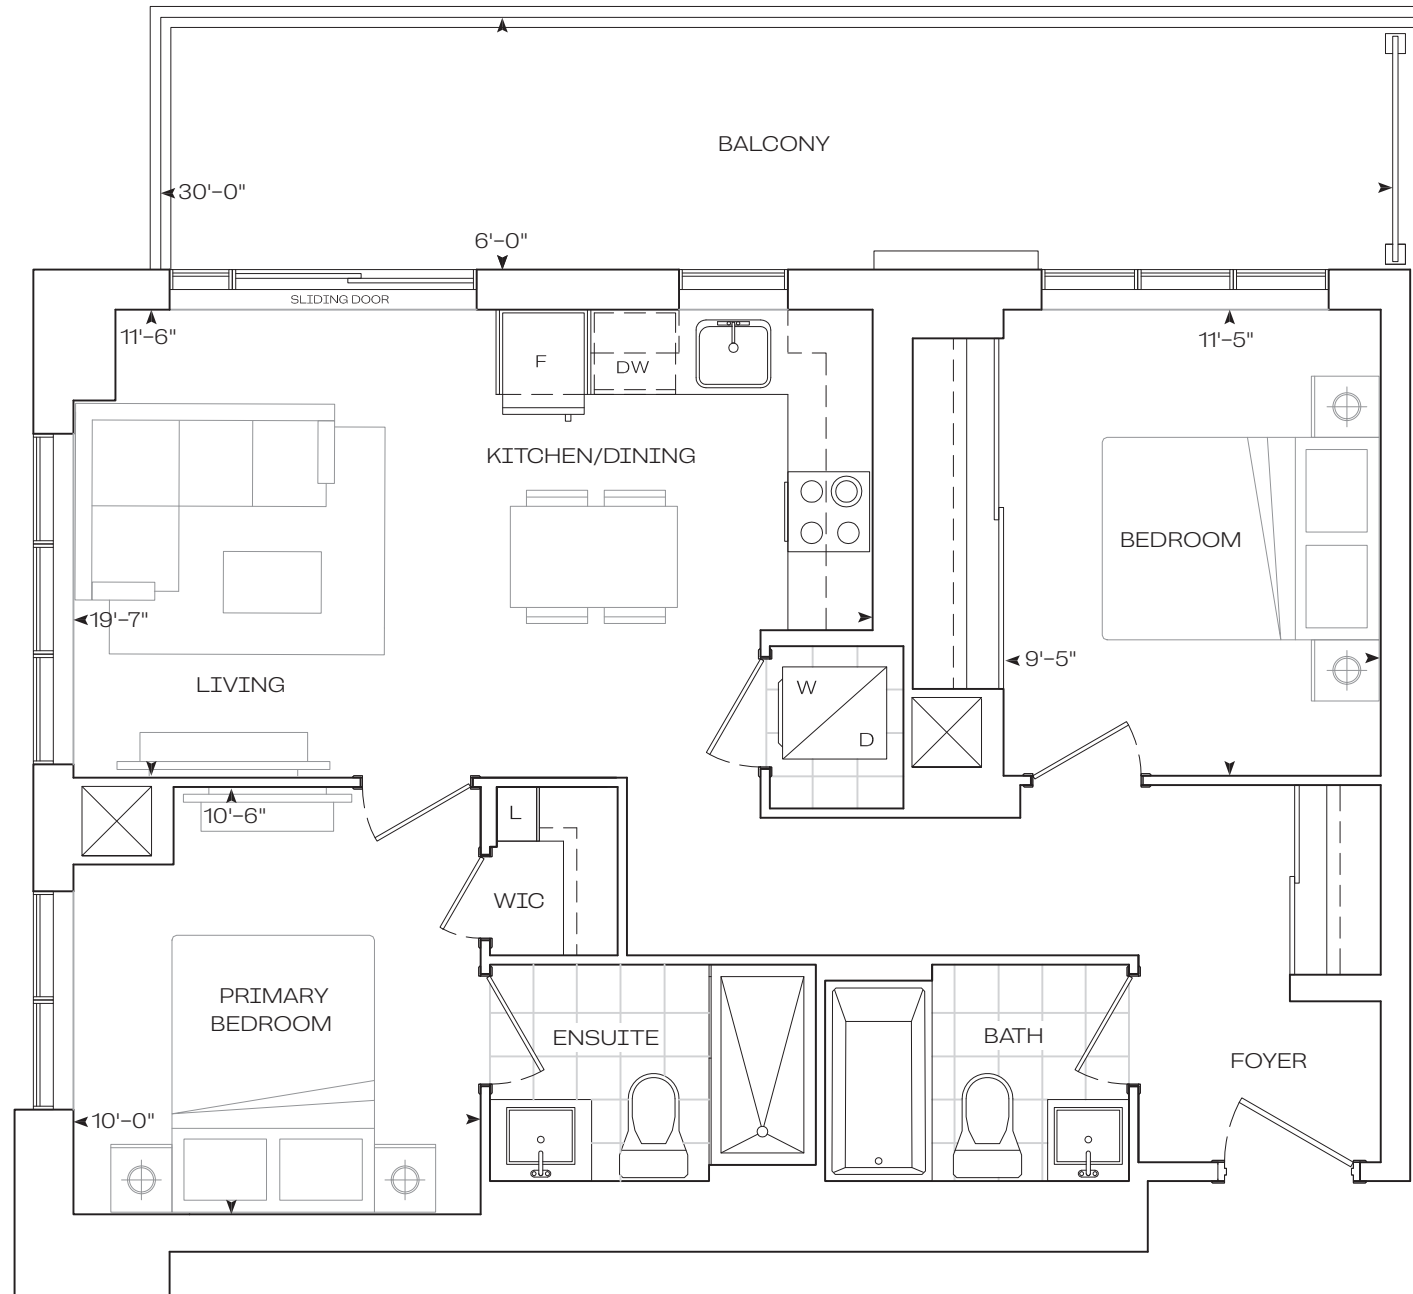 BALCONY
30'-0"
6'-0"
SLIDING DOOR
11'-6"
11'-5"
F
DW
KITCHEN/DINING
BEDROOM
19'-7"
9'-5"
LIVING
W
D
10'-6"
L
WIC
PRIMARY
BEDROOM
ENSUITE
BATH
FOYER
10'-0"